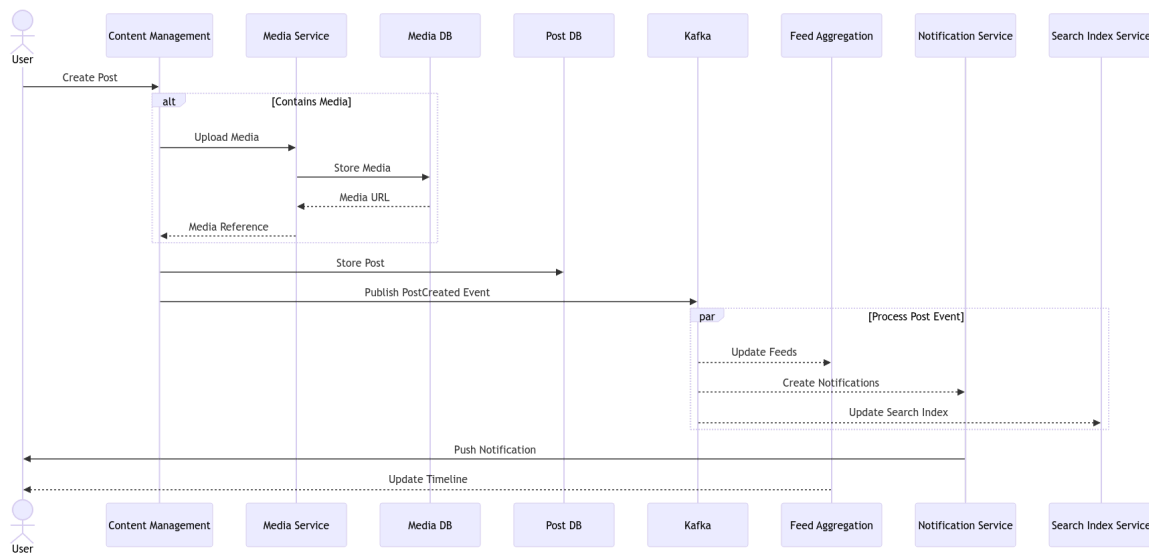 Content Management
Media Service
Media DB
Post DB
Kafka
Feed Aggregation
Notification Service
Search Index Service
User
Create Post
alt
[Contains Media]
Upload Media
Store Media
Media URL
Media Reference
Store Post
Publish PostCreated Event
par
[Process Post Event]
Update Feeds
Create Notifications
Update Search Index
Push Notification
Update Timeline
Content Management
Media Service
Media DB
Post DB
Kafka
Feed Aggregation
Notification Service
Search Index Service
User